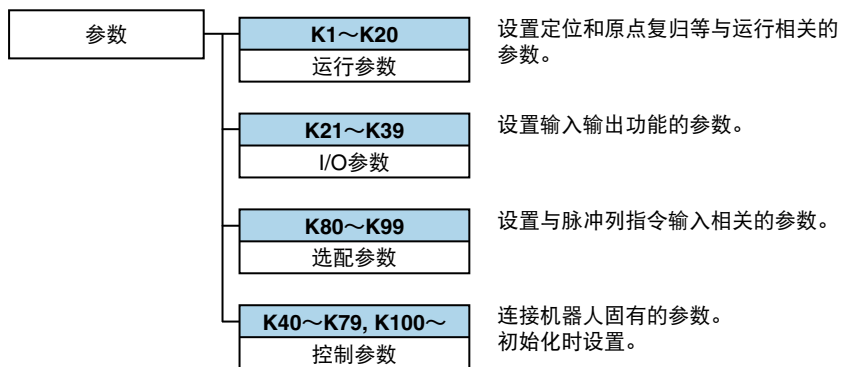 参数
K1～K20
运行参数
设置定位和原点复归等与运行相关的
参数。
K21～K39
I/O参数
设置输入输出功能的参数。
K80～K99
选配参数
设置与脉冲列指令输入相关的参数。
K40～K79, K100～
控制参数
连接机器人固有的参数。
初始化时设置。